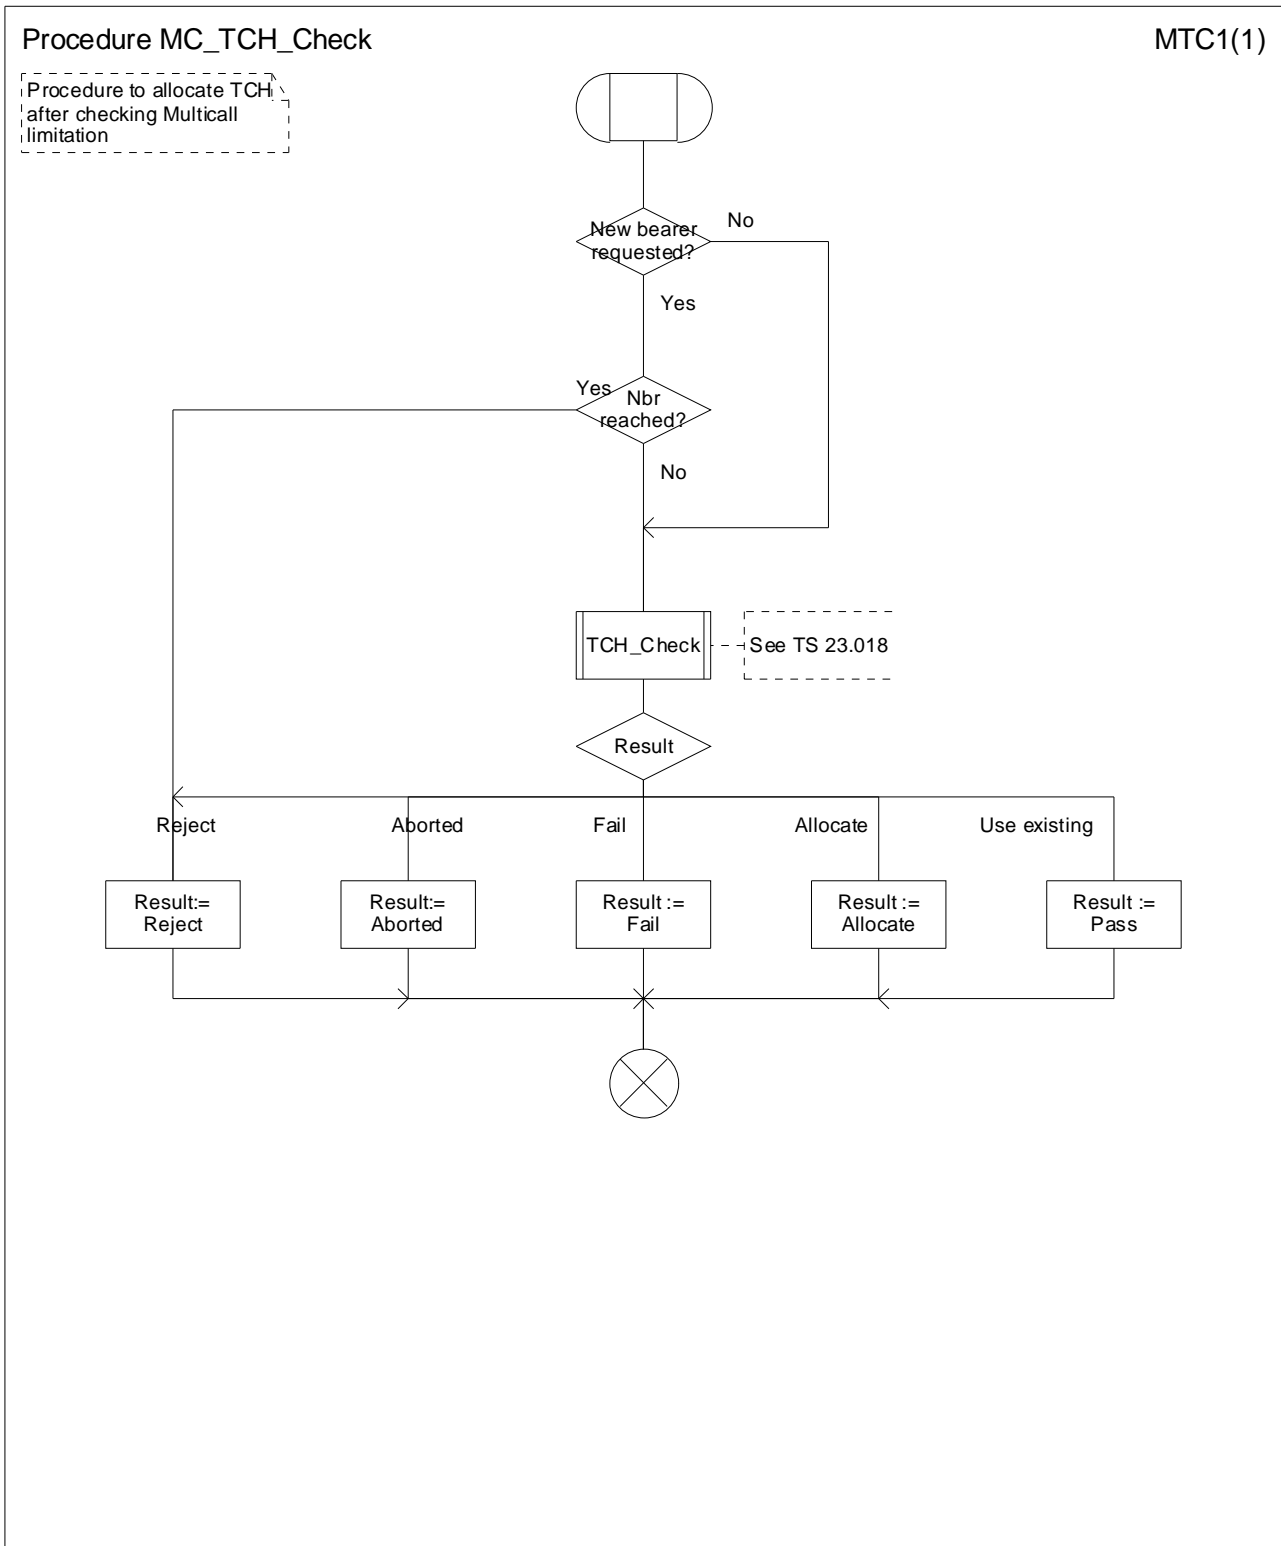 Procedure MC_TCH_Check
MTC1(1)
Procedure to allocate TCH
after checking Multicall
limitation
New bearer
requested?
No
Yes
Yes
Nbr
reached?
No
TCH_Check
See TS 23.018
Result
Reject
Aborted
Fail
Allocate
Use existing
Result:=
Reject
Result:=
Aborted
Result :=
Fail
Result :=
Allocate
Result :=
Pass